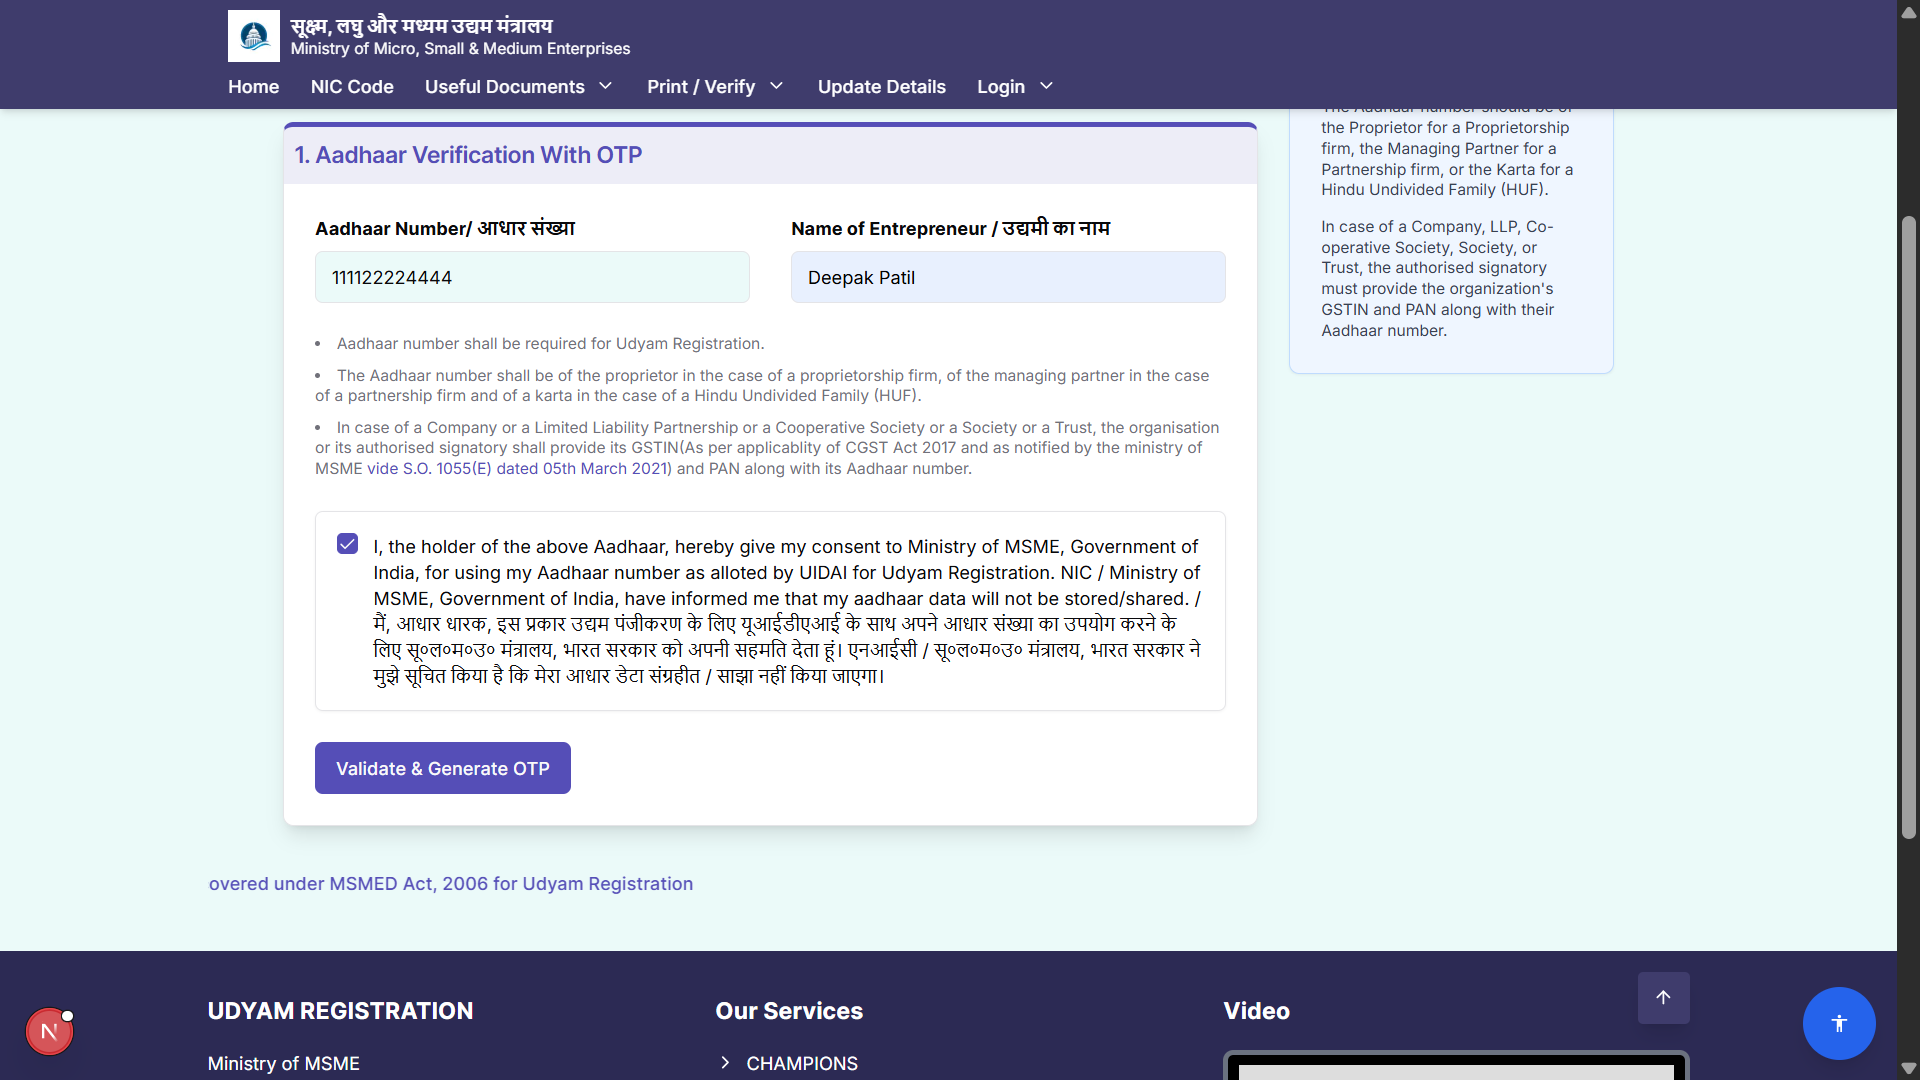 सूक्ष्म, लघु और मध्यम उद्यम मंत्रालय
Ministry of Micro, Small & Medium Enterprises
Home
NIC Code
Useful Documents
Print / Verify
Update Details
Login
1. Aadhaar Verification With OTP
Aadhaar Number/ आधार संख्या
111122224444
Name of Entrepreneur / उद्यमी का नाम
Deepak Patil
• Aadhaar number shall be required for Udyam Registration.
• The Aadhaar number shall be of the proprietor in the case of a proprietorship firm, of the managing partner in the case
of a partnership firm and of a karta in the case of a Hindu Undivided Family (HUF).
• In case of a Company or a Limited Liability Partnership or a Cooperative Society or a Society or a Trust, the organisation
or its authorised signatory shall provide its GSTIN(As per applicablity of CGST Act 2017 and as notified by the ministry of
MSME vide S.O. 1055(E) dated 05th March 2021) and PAN along with its Aadhaar number.
I, the holder of the above Aadhaar, hereby give my consent to Ministry of MSME, Government of
India, for using my Aadhaar number as alloted by UIDAI for Udyam Registration. NIC / Ministry of
MSME, Government of India, have informed me that my aadhaar data will not be stored/shared. /
मैं, आधार धारक, इस प्रकार उद्यम पंजीकरण के लिए यूआईडीएआई के साथ अपने आधार संख्या का उपयोग करने के
लिए सू०ल०म०उ० मंत्रालय, भारत सरकार को अपनी सहमति देता हूं। एनआईसी / सू०ल०म०उ० मंत्रालय, भारत सरकार ने
मुझे सूचित किया है कि मेरा आधार डेटा संग्रहीत / साझा नहीं किया जाएगा।
Validate & Generate OTP
The Aadhaar number should be of
the Proprietor for a Proprietorship
firm, the Managing Partner for a
Partnership firm, or the Karta for a
Hindu Undivided Family (HUF).
In case of a Company, LLP, Co-
operative Society, Society, or
Trust, the authorised signatory
must provide the organization's
GSTIN and PAN along with their
Aadhaar number.
overed under MSMED Act, 2006 for Udyam Registration
UDYAM REGISTRATION
Ministry of MSME
Our Services
CHAMPIONS
Video
N